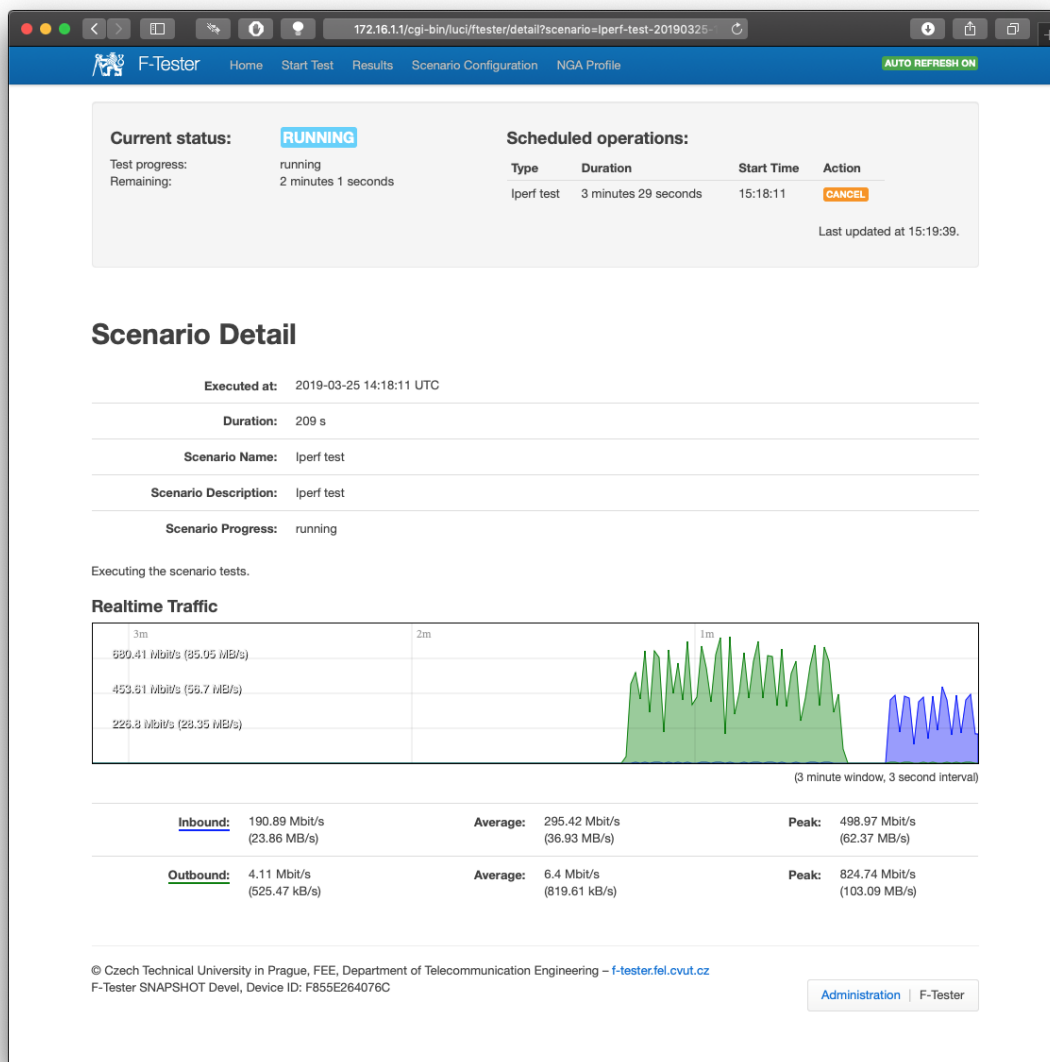 172.16.1.1/cgi-bin/luci/ftester/detail?scenario=Iperf-test-20190325-
F-Tester Home Start Test Results Scenario Configuration NGA Profile AUTO REFRESH ON
Current status: RUNNING
Test progress: running
Remaining: 2 minutes 1 seconds
Scheduled operations:
Type Duration Start Time Action
Iperf test 3 minutes 29 seconds 15:18:11 CANCEL
Last updated at 15:19:39.
Scenario Detail
Executed at: 2019-03-25 14:18:11 UTC
Duration: 209 s
Scenario Name: Iperf test
Scenario Description: Iperf test
Scenario Progress: running
Executing the scenario tests.
Realtime Traffic
3m 2m 1m
680.41 Mbit/s (85.05 MB/s)
453.61 Mbit/s (56.7 MB/s)
226.8 Mbit/s (28.35 MB/s)
(3 minute window, 3 second interval)
Inbound: 190.89 Mbit/s Average: 295.42 Mbit/s Peak: 498.97 Mbit/s
(23.86 MB/s) (36.93 MB/s) (62.37 MB/s)
Outbound: 4.11 Mbit/s Average: 6.4 Mbit/s Peak: 824.74 Mbit/s
(525.47 kB/s) (819.61 kB/s) (103.09 MB/s)
© Czech Technical University in Prague, FEE, Department of Telecommunication Engineering – f-tester.fel.cvut.cz
F-Tester SNAPSHOT Devel, Device ID: F855E264076C
Administration | F-Tester